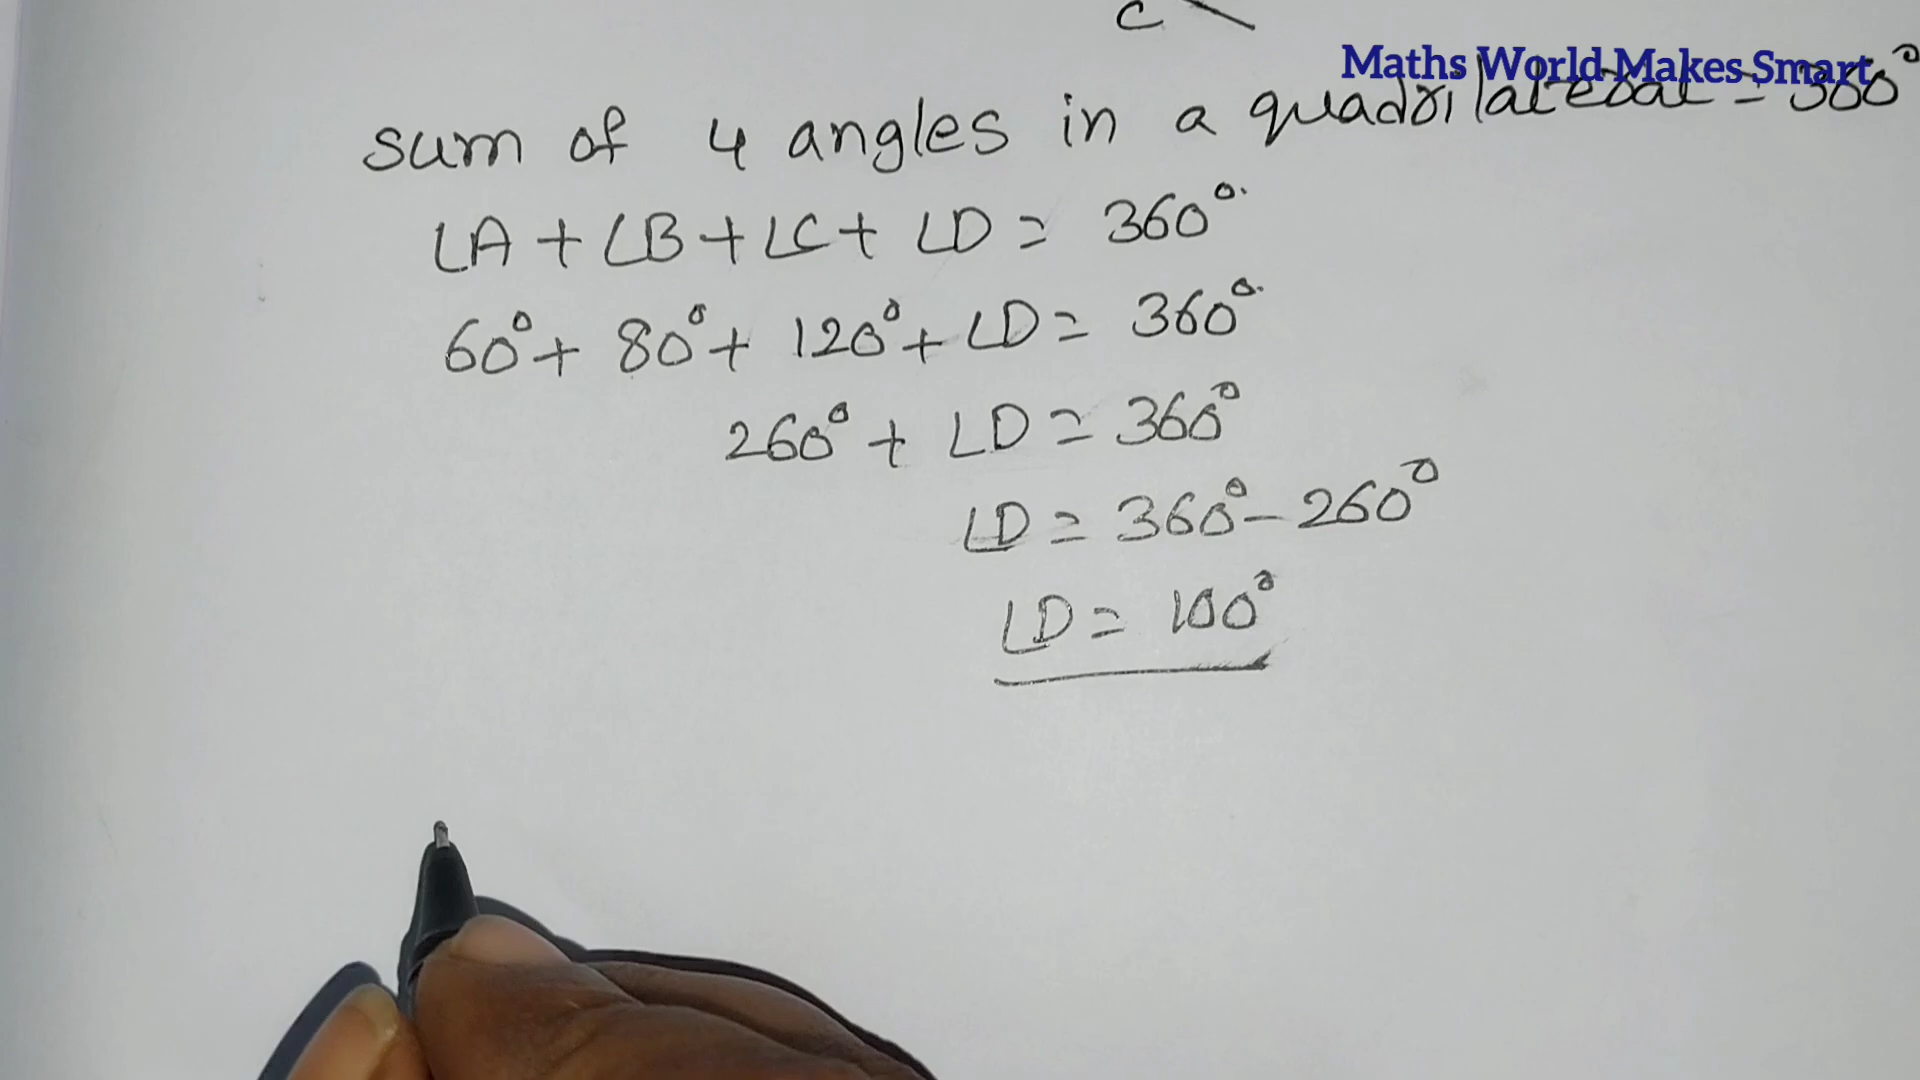 C
Maths World Makes Smart
sum of 4 angles in a quadrilateral = 360°
∠A + ∠B + ∠C + ∠D = 360°
60° + 80° + 120° + ∠D = 360°
260° + ∠D = 360°
∠D = 360° - 260°
∠D = 100°